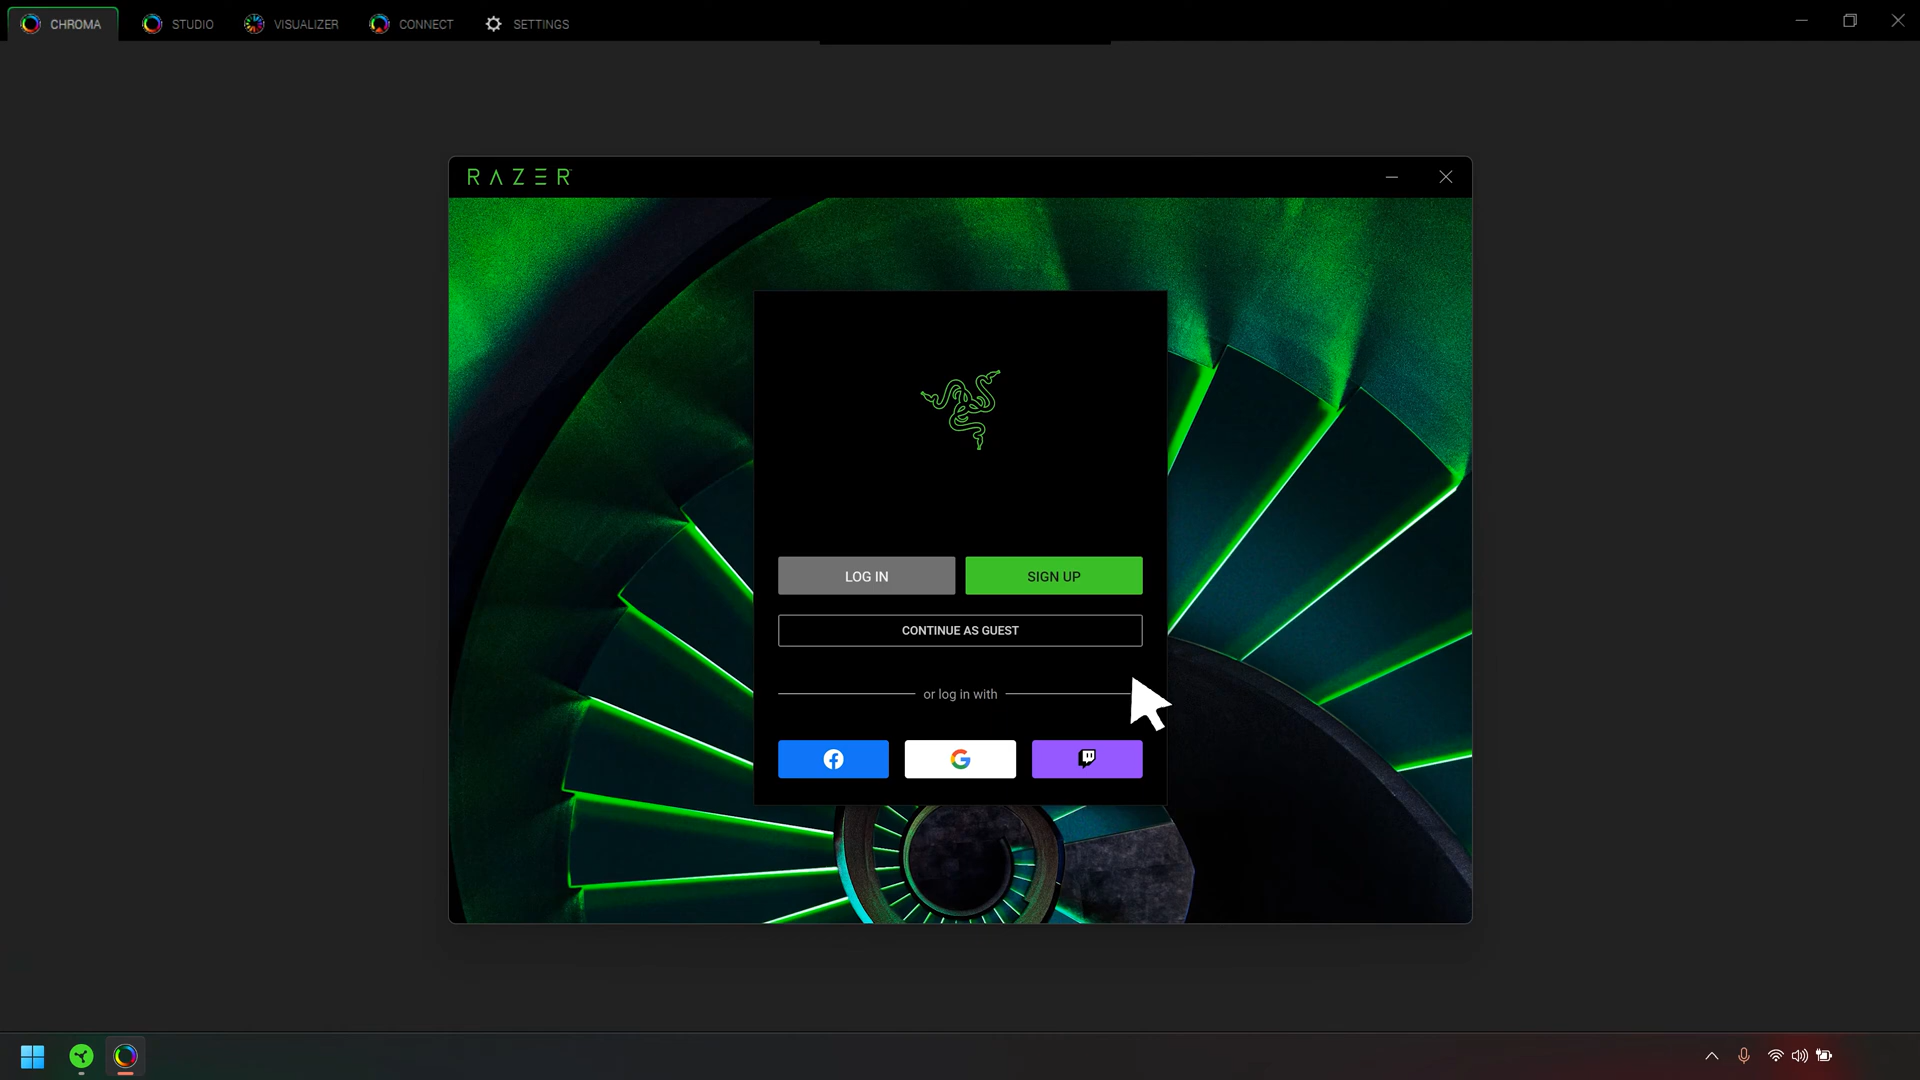 CHROMA
STUDIO
VISUALIZER
CONNECT
SETTINGS
RAZER
LOG IN
SIGN UP
CONTINUE AS GUEST
or log in with